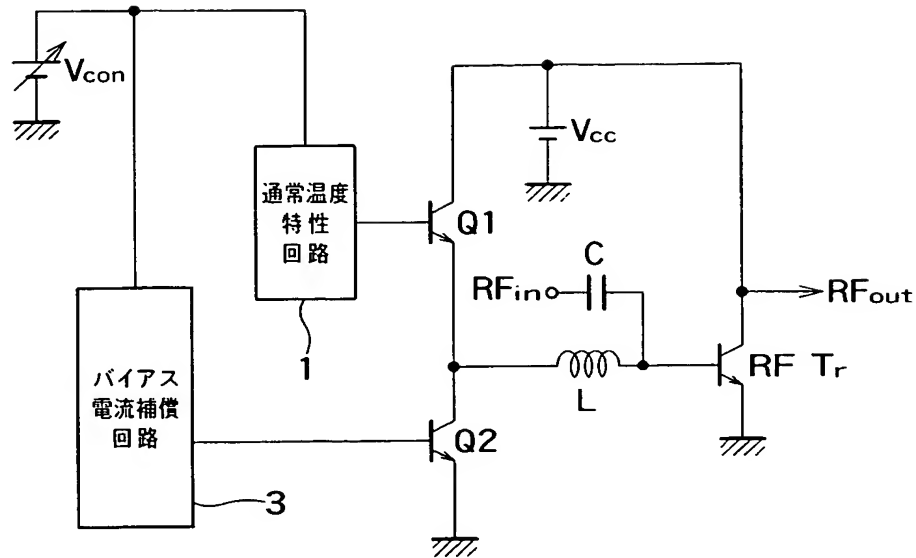 Vcon
Vcc
通常温度
特性
回路
1
Q1
C
RFin
RFout
RF Tr
L
バイアス
電流補償
回路
3
Q2